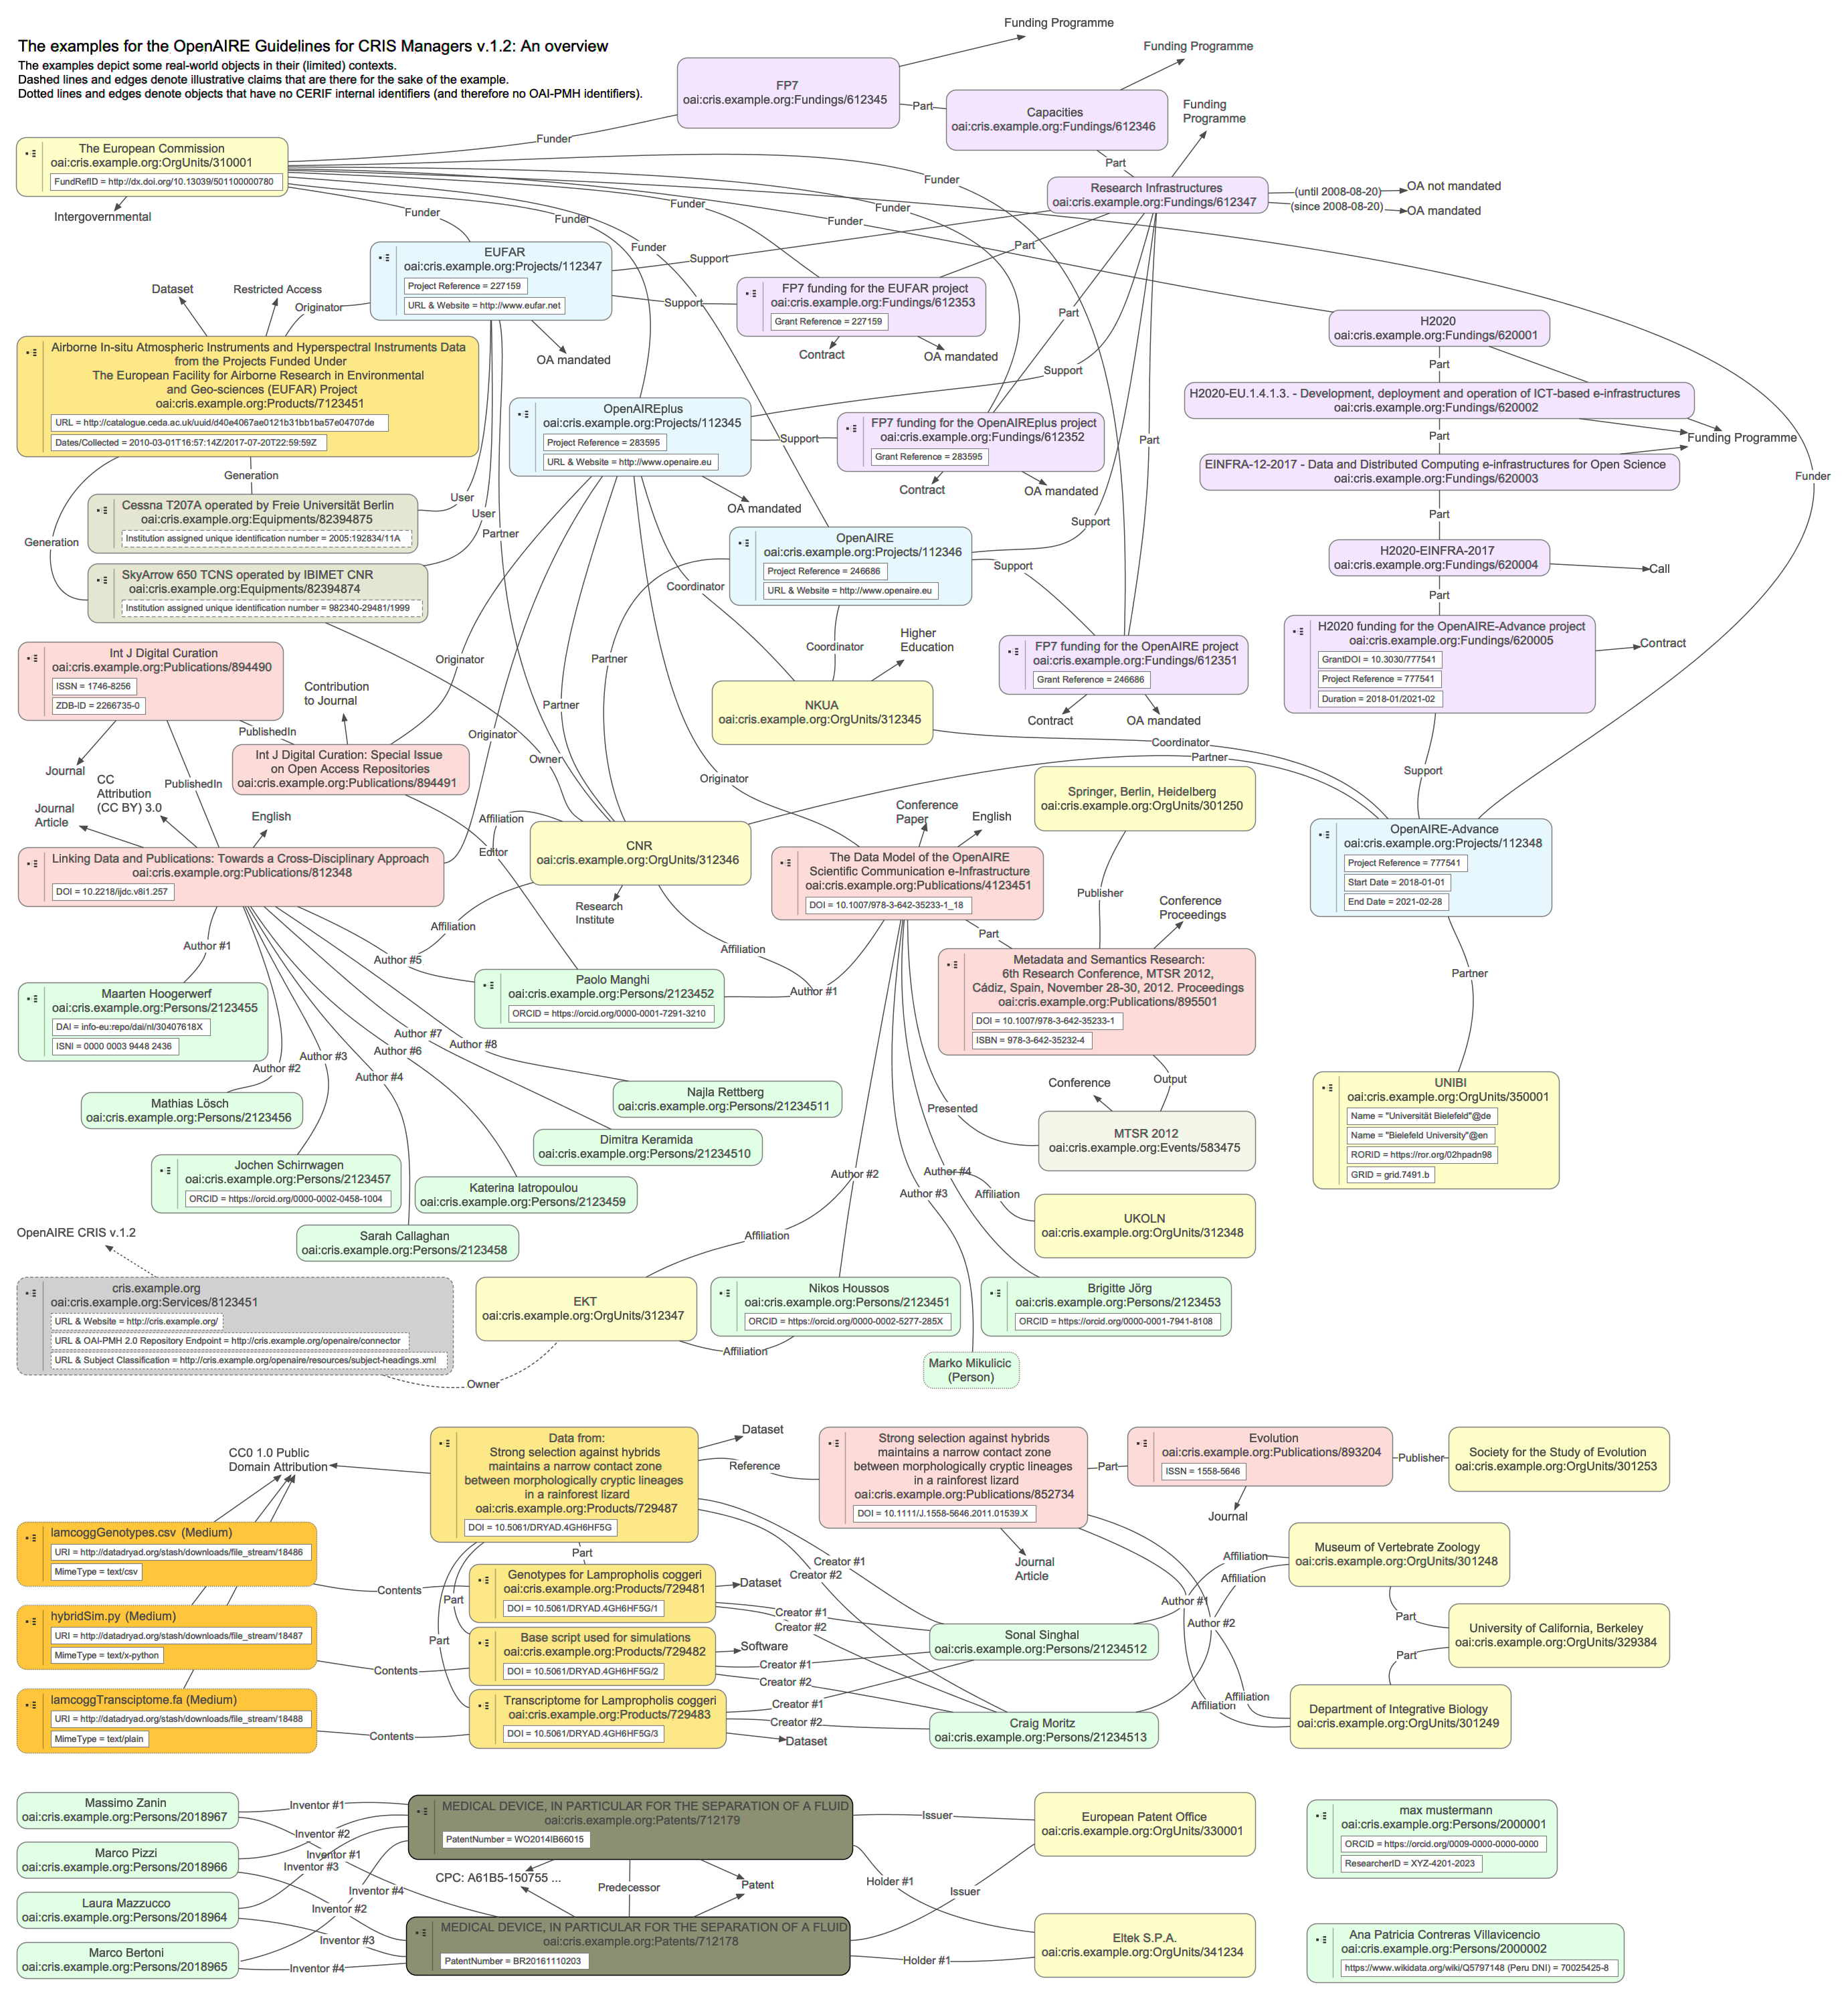 The examples for the OpenAIRE Guidelines for CRIS Managers v.1.2: An overview
The examples depict some real-world objects in their (limited) contexts.
Dashed lines and edges denote illustrative claims that are there for the sake of the example.
Dotted lines and edges denote objects that have no CERIF internal identifiers (and therefore no OAI-PMH identifiers).
Funding Programme
Funding Programme
Funding
Programme
FP7
oai:cris.example.org:Fundings/612345
Part
Capacities
oai:cris.example.org:Fundings/612346
Part
Funder
The European Commission
oai:cris.example.org:OrgUnits/310001
FundRefID = http://dx.doi.org/10.13039/501100000780
Intergovernmental
Research Infrastructures
oai:cris.example.org:Fundings/612347
(until 2008-08-20)
OA not mandated
(since 2008-08-20)
OA mandated
Funder
Funder
Funder
Funder
Funder
Funder
Funder
EUFAR
oai:cris.example.org:Projects/112347
Project Reference = 227159
URL & Website = http://www.eufar.net
Support
Part
Support
FP7 funding for the EUFAR project
oai:cris.example.org:Fundings/612353
Grant Reference = 227159
Contract
OA mandated
OA mandated
Part
Support
Dataset
Restricted Access
Originator
Airborne In-situ Atmospheric Instruments and Hyperspectral Instruments Data
from the Projects Funded Under
The European Facility for Airborne Research in Environmental
and Geo-sciences (EUFAR) Project
oai:cris.example.org:Products/7123451
URL = http://catalogue.ceda.ac.uk/uuid/d40e4067ae0121b31bb1ba57e04707de
Dates/Collected = 2010-03-01T16:57:14Z/2017-07-20T22:59:59Z
H2020
oai:cris.example.org:Fundings/620001
Part
H2020-EU.1.4.1.3. - Development, deployment and operation of ICT-based e-infrastructures
oai:cris.example.org:Fundings/620002
Part
Funding Programme
EINFRA-12-2017 - Data and Distributed Computing e-infrastructures for Open Science
oai:cris.example.org:Fundings/620003
Funder
Part
H2020-EINFRA-2017
oai:cris.example.org:Fundings/620004
Call
Part
H2020 funding for the OpenAIRE-Advance project
oai:cris.example.org:Fundings/620005
GrantDOI = 10.3030/777541
Project Reference = 777541
Duration = 2018-01/2021-02
Contract
Support
OpenAIREplus
oai:cris.example.org:Projects/112345
Project Reference = 283595
URL & Website = http://www.openaire.eu
Support
FP7 funding for the OpenAIREplus project
oai:cris.example.org:Fundings/612352
Grant Reference = 283595
Contract
OA mandated
OA mandated
Part
Support
Generation
Cessna T207A operated by Freie Universität Berlin
oai:cris.example.org:Equipments/82394875
Institution assigned unique identification number = 2005:192834/11A
User
User
Partner
Generation
SkyArrow 650 TCNS operated by IBIMET CNR
oai:cris.example.org:Equipments/82394874
Institution assigned unique identification number = 982340-29481/1999
OpenAIRE
oai:cris.example.org:Projects/112346
Project Reference = 246686
URL & Website = http://www.openaire.eu
Support
Coordinator
Coordinator
Higher
Education
FP7 funding for the OpenAIRE project
oai:cris.example.org:Fundings/612351
Grant Reference = 246686
Contract
OA mandated
Originator
Partner
Partner
NKUA
oai:cris.example.org:OrgUnits/312345
Coordinator
Partner
Int J Digital Curation
oai:cris.example.org:Publications/894490
ISSN = 1746-8256
ZDB-ID = 2266735-0
Journal
Contribution
to Journal
PublishedIn
Int J Digital Curation: Special Issue
on Open Access Repositories
oai:cris.example.org:Publications/894491
PublishedIn
Originator
Owner
Originator
CC
Attribution
(CC BY) 3.0
Journal
Article
English
Linking Data and Publications: Towards a Cross-Disciplinary Approach
oai:cris.example.org:Publications/812348
DOI = 10.2218/ijdc.v8i1.257
Affiliation
Editor
CNR
oai:cris.example.org:OrgUnits/312346
Research
Institute
Affiliation
Affiliation
Conference
Paper
English
The Data Model of the OpenAIRE
Scientific Communication e-Infrastructure
oai:cris.example.org:Publications/4123451
DOI = 10.1007/978-3-642-35233-1_18
Springer, Berlin, Heidelberg
oai:cris.example.org:OrgUnits/301250
Publisher
Conference
Proceedings
Part
Metadata and Semantics Research:
6th Research Conference, MTSR 2012,
Cádiz, Spain, November 28-30, 2012. Proceedings
oai:cris.example.org:Publications/895501
DOI = 10.1007/978-3-642-35233-1
ISBN = 978-3-642-35232-4
OpenAIRE-Advance
oai:cris.example.org:Projects/112348
Project Reference = 777541
Start Date = 2018-01-01
End Date = 2021-02-28
Partner
UNIBI
oai:cris.example.org:OrgUnits/350001
Name = "Universität Bielefeld"@de
Name = "Bielefeld University"@en
RORID = https://ror.org/02hpadn98
GRID = grid.7491.b
Author #1
Author #5
Paolo Manghi
oai:cris.example.org:Persons/2123452
ORCID = https://orcid.org/0000-0001-7291-3210
Author #1
Maarten Hoogerwerf
oai:cris.example.org:Persons/2123455
DAI = info-eu:repo/dai/nl/30407618X
ISNI = 0000 0003 9448 2436
Author #2
Author #3
Author #4
Author #6
Author #7
Author #8
Mathias Lösch
oai:cris.example.org:Persons/2123456
Najla Rettberg
oai:cris.example.org:Persons/21234511
Dimitra Keramida
oai:cris.example.org:Persons/21234510
Jochen Schirrwagen
oai:cris.example.org:Persons/2123457
ORCID = https://orcid.org/0000-0002-0458-1004
Katerina Iatropoulou
oai:cris.example.org:Persons/2123459
Sarah Callaghan
oai:cris.example.org:Persons/2123458
Conference
Output
Presented
MTSR 2012
oai:cris.example.org:Events/583475
Author #2
Author #3
Author #4
Affiliation
UKOLN
oai:cris.example.org:OrgUnits/312348
Affiliation
OpenAIRE CRIS v.1.2
cris.example.org
oai:cris.example.org:Services/8123451
URL & Website = http://cris.example.org/
URL & OAI-PMH 2.0 Repository Endpoint = http://cris.example.org/openaire/connector
URL & Subject Classification = http://cris.example.org/openaire/resources/subject-headings.xml
Owner
EKT
oai:cris.example.org:OrgUnits/312347
Affiliation
Nikos Houssos
oai:cris.example.org:Persons/2123451
ORCID = https://orcid.org/0000-0002-5277-285X
Brigitte Jörg
oai:cris.example.org:Persons/2123453
ORCID = https://orcid.org/0000-0001-7941-8108
Marko Mikulicic
(Person)
CC0 1.0 Public
Domain Attribution
Data from:
Strong selection against hybrids
maintains a narrow contact zone
between morphologically cryptic lineages
in a rainforest lizard
oai:cris.example.org:Products/729487
DOI = 10.5061/DRYAD.4GH6HF5G
Dataset
Reference
Strong selection against hybrids
maintains a narrow contact zone
between morphologically cryptic lineages
in a rainforest lizard
oai:cris.example.org:Publications/852734
DOI = 10.1111/J.1558-5646.2011.01539.X
Part
Evolution
oai:cris.example.org:Publications/893204
ISSN = 1558-5646
Publisher
Society for the Study of Evolution
oai:cris.example.org:OrgUnits/301253
Journal
Journal
Article
lamcoggGenotypes.csv (Medium)
URI = http://datadryad.org/stash/downloads/file_stream/18486
MimeType = text/csv
Contents
Part
Genotypes for Lampropholis coggeri
oai:cris.example.org:Products/729481
DOI = 10.5061/DRYAD.4GH6HF5G/1
Dataset
Creator #1
Creator #2
Creator #1
Creator #2
hybridSim.py (Medium)
URI = http://datadryad.org/stash/downloads/file_stream/18487
MimeType = text/x-python
Contents
Part
Base script used for simulations
oai:cris.example.org:Products/729482
DOI = 10.5061/DRYAD.4GH6HF5G/2
Software
Creator #1
Creator #2
lamcoggTransciptome.fa (Medium)
URI = http://datadryad.org/stash/downloads/file_stream/18488
MimeType = text/plain
Contents
Part
Transcriptome for Lampropholis coggeri
oai:cris.example.org:Products/729483
DOI = 10.5061/DRYAD.4GH6HF5G/3
Creator #1
Creator #2
Dataset
Sonal Singhal
oai:cris.example.org:Persons/21234512
Craig Moritz
oai:cris.example.org:Persons/21234513
Author #1
Author #2
Affiliation
Affiliation
Affiliation
Affiliation
Museum of Vertebrate Zoology
oai:cris.example.org:OrgUnits/301248
Part
University of California, Berkeley
oai:cris.example.org:OrgUnits/329384
Part
Department of Integrative Biology
oai:cris.example.org:OrgUnits/301249
Massimo Zanin
oai:cris.example.org:Persons/2018967
Marco Pizzi
oai:cris.example.org:Persons/2018966
Laura Mazzucco
oai:cris.example.org:Persons/2018964
Marco Bertoni
oai:cris.example.org:Persons/2018965
Inventor #1
Inventor #2
Inventor #1
Inventor #3
Inventor #4
Inventor #2
Inventor #3
Inventor #4
MEDICAL DEVICE, IN PARTICULAR FOR THE SEPARATION OF A FLUID
oai:cris.example.org:Patents/712179
PatentNumber = WO2014IB66015
CPC: A61B5-150755 ...
Predecessor
Patent
MEDICAL DEVICE, IN PARTICULAR FOR THE SEPARATION OF A FLUID
oai:cris.example.org:Patents/712178
PatentNumber = BR20161110203
Issuer
Holder #1
Issuer
Holder #1
European Patent Office
oai:cris.example.org:OrgUnits/330001
Eltek S.P.A.
oai:cris.example.org:OrgUnits/341234
max mustermann
oai:cris.example.org:Persons/2000001
ORCID = https://orcid.org/0009-0000-0000-0000
ResearcherID = XYZ-4201-2023
Ana Patricia Contreras Villavicencio
oai:cris.example.org:Persons/2000002
https://www.wikidata.org/wiki/Q5797148 (Peru DNI) = 70025425-8